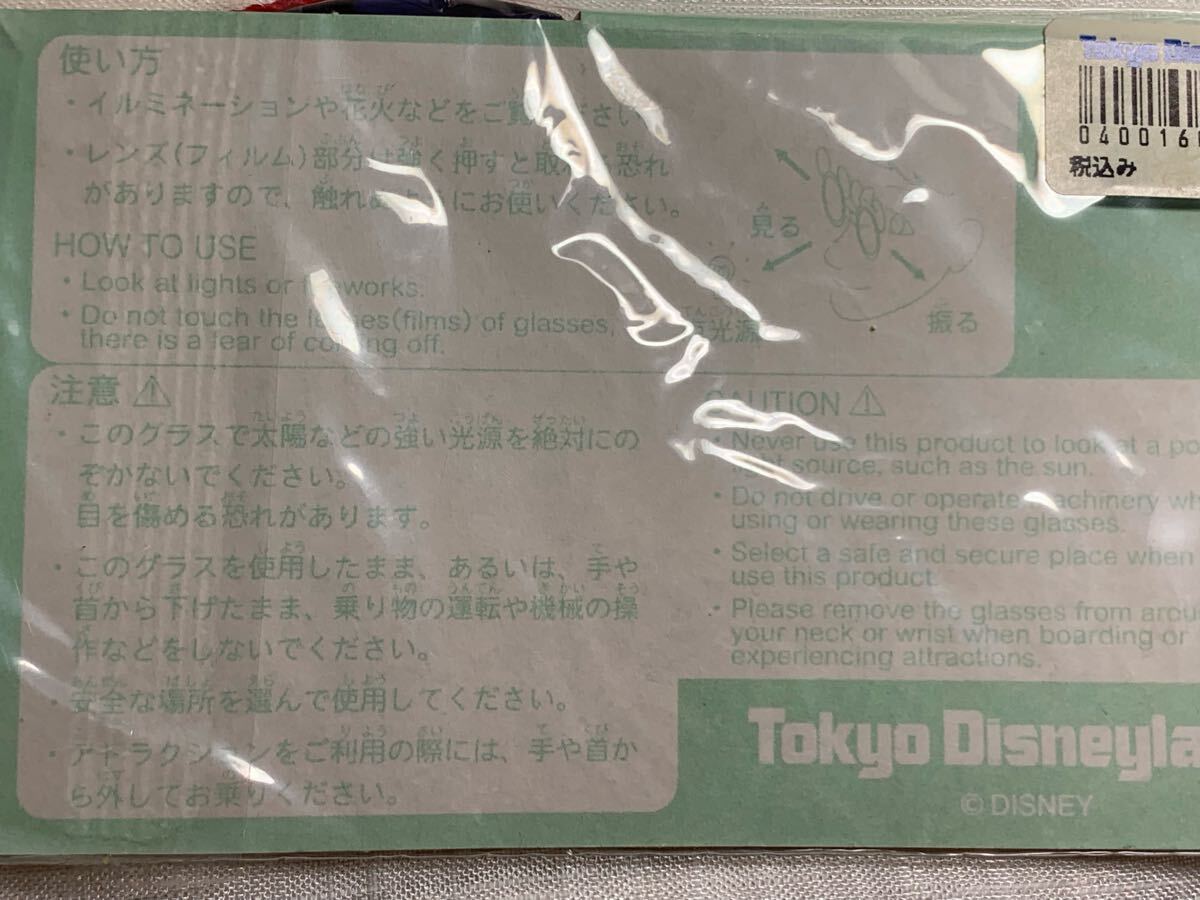 使い方
・イルミネーションや花火などをご覧ください
・レンズ(フィルム)部分は強く押すと取れる恐れ
がありますので、触れぬようにお使いください。
HOW TO USE
・Look at lights or fireworks.
・Do not touch the lenses(films) of glasses,
there is a fear of coming off.
見る
振る
点光源
注意
・このグラスで太陽などの強い光源を絶対にの
ぞかないでください。
目を傷める恐れがあります。
・このグラスを使用したまま、あるいは、手や
首から下げたまま、乗り物の運転や機械の操
作などをしないでください。
・安全な場所を選んで使用してください。
・アトラクションをご利用の際には、手や首か
ら外してお乗りください。
CAUTION
・Never use this product to look at a po
light source, such as the sun.
・Do not drive or operate machinery wh
using or wearing these glasses.
・Select a safe and secure place when
use this product.
・Please remove the glasses from arou
your neck or wrist when boarding or
experiencing attractions.
Tokyo Disneyla
© DISNEY
Tokyo Dis
040016
税込み